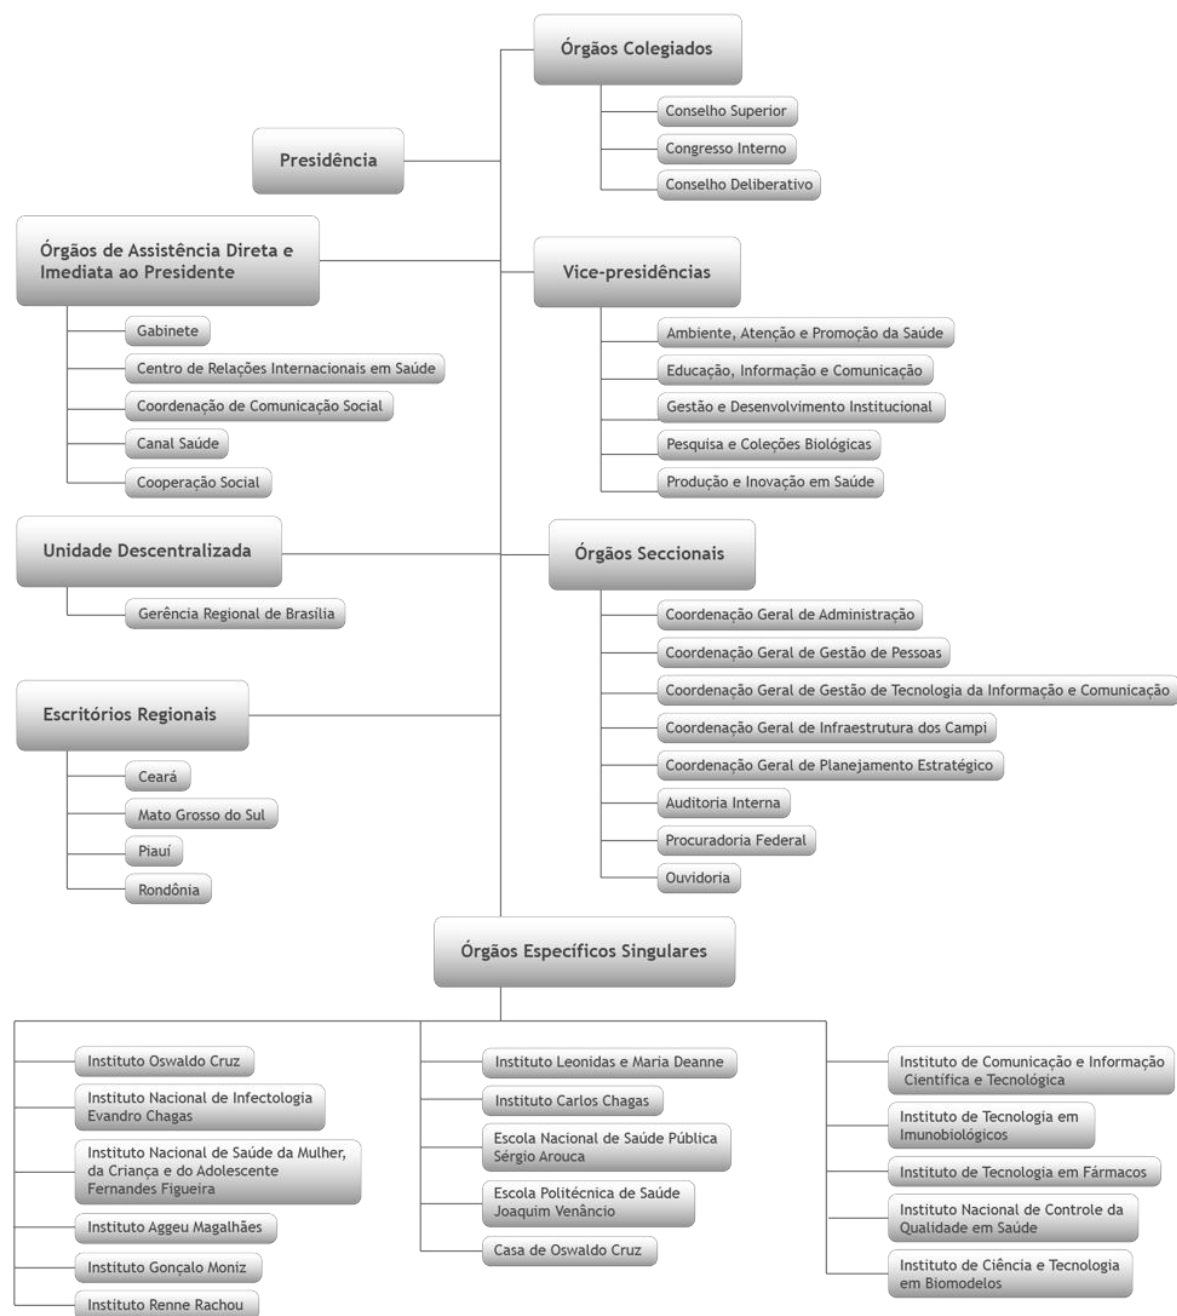 Órgãos Colegiados
Conselho Superior
Congresso Interno
Conselho Deliberativo
Presidência
Órgãos de Assistência Direta e
Imediata ao Presidente
Gabinete
Centro de Relações Internacionais em Saúde
Coordenação de Comunicação Social
Canal Saúde
Cooperação Social
Vice-presidências
Ambiente, Atenção e Promoção da Saúde
Educação, Informação e Comunicação
Gestão e Desenvolvimento Institucional
Pesquisa e Coleções Biológicas
Produção e Inovação em Saúde
Unidade Descentralizada
Gerência Regional de Brasília
Órgãos Seccionais
Coordenação Geral de Administração
Coordenação Geral de Gestão de Pessoas
Coordenação Geral de Gestão de Tecnologia da Informação e Comunicação
Coordenação Geral de Infraestrutura dos Campi
Coordenação Geral de Planejamento Estratégico
Auditoria Interna
Procuradoria Federal
Ouvidoria
Escritórios Regionais
Ceará
Mato Grosso do Sul
Piauí
Rondônia
Órgãos Específicos Singulares
Instituto Oswaldo Cruz
Instituto Nacional de Infectologia
Evandro Chagas
Instituto Nacional de Saúde da Mulher,
da Criança e do Adolescente
Fernandes Figueira
Instituto Aggeu Magalhães
Instituto Gonçalo Moniz
Instituto Renne Rachou
Instituto Leonidas e Maria Deanne
Instituto Carlos Chagas
Escola Nacional de Saúde Pública
Sérgio Arouca
Escola Politécnica de Saúde
Joaquim Venâncio
Casa de Oswaldo Cruz
Instituto de Comunicação e Informação
Científica e Tecnológica
Instituto de Tecnologia em
Imunobiológicos
Instituto de Tecnologia em Fármacos
Instituto Nacional de Controle da
Qualidade em Saúde
Instituto de Ciência e Tecnologia
em Biomodelos